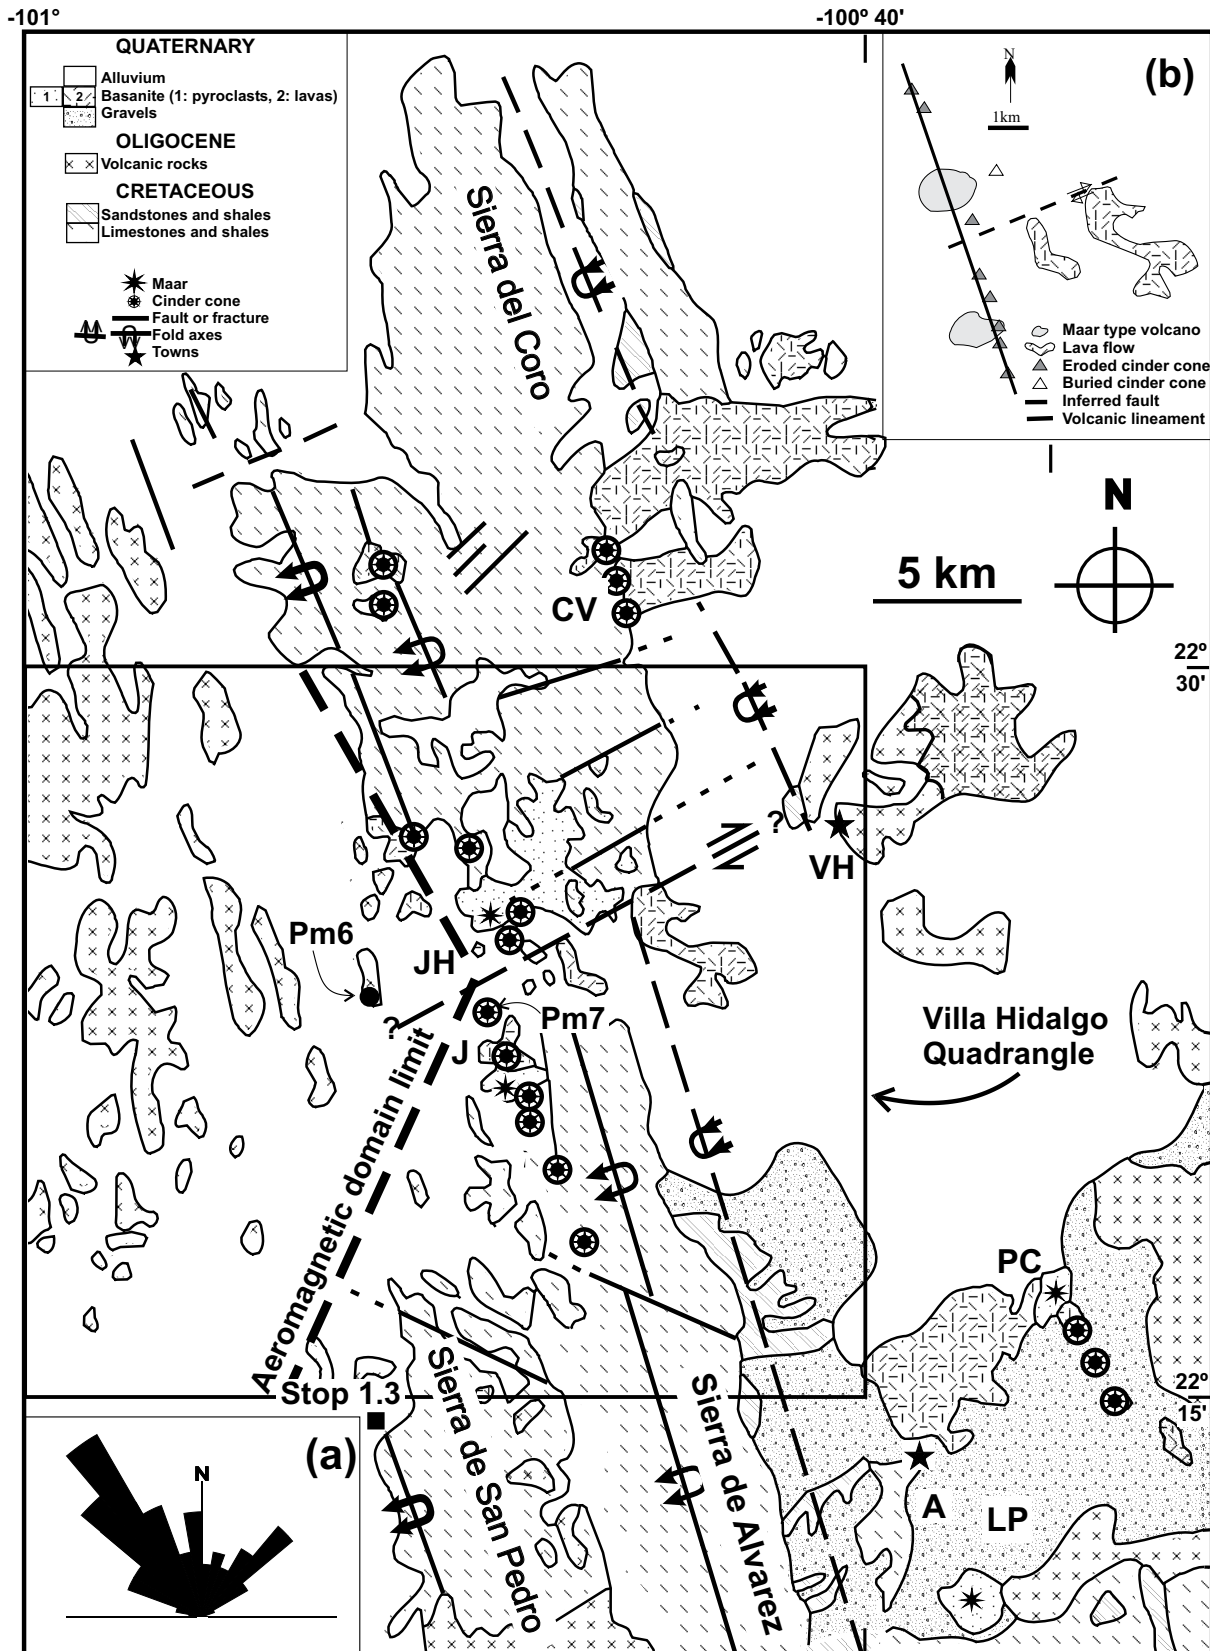 -101°
-100° 40'
QUATERNARY
Alluvium
1 2 Basanite (1: pyroclasts, 2: lavas)
Gravels
OLIGOCENE
Volcanic rocks
CRETACEOUS
Sandstones and shales
Limestones and shales
Maar
Cinder cone
Fault or fracture
Fold axes
Towns
(b)
N
1km
Maar type volcano
Lava flow
Eroded cinder cone
Buried cinder cone
Inferred fault
Volcanic lineament
Sierra del Coro
N
5 km
CV
22°
30'
?
VH
Pm6
JH
?
Pm7
J
Villa Hidalgo
Quadrangle
Aeromagnetic domain limit
PC
Stop 1.3
22°
15'
Sierra de San Pedro
Sierra de Alvarez
(a)
N
A
LP